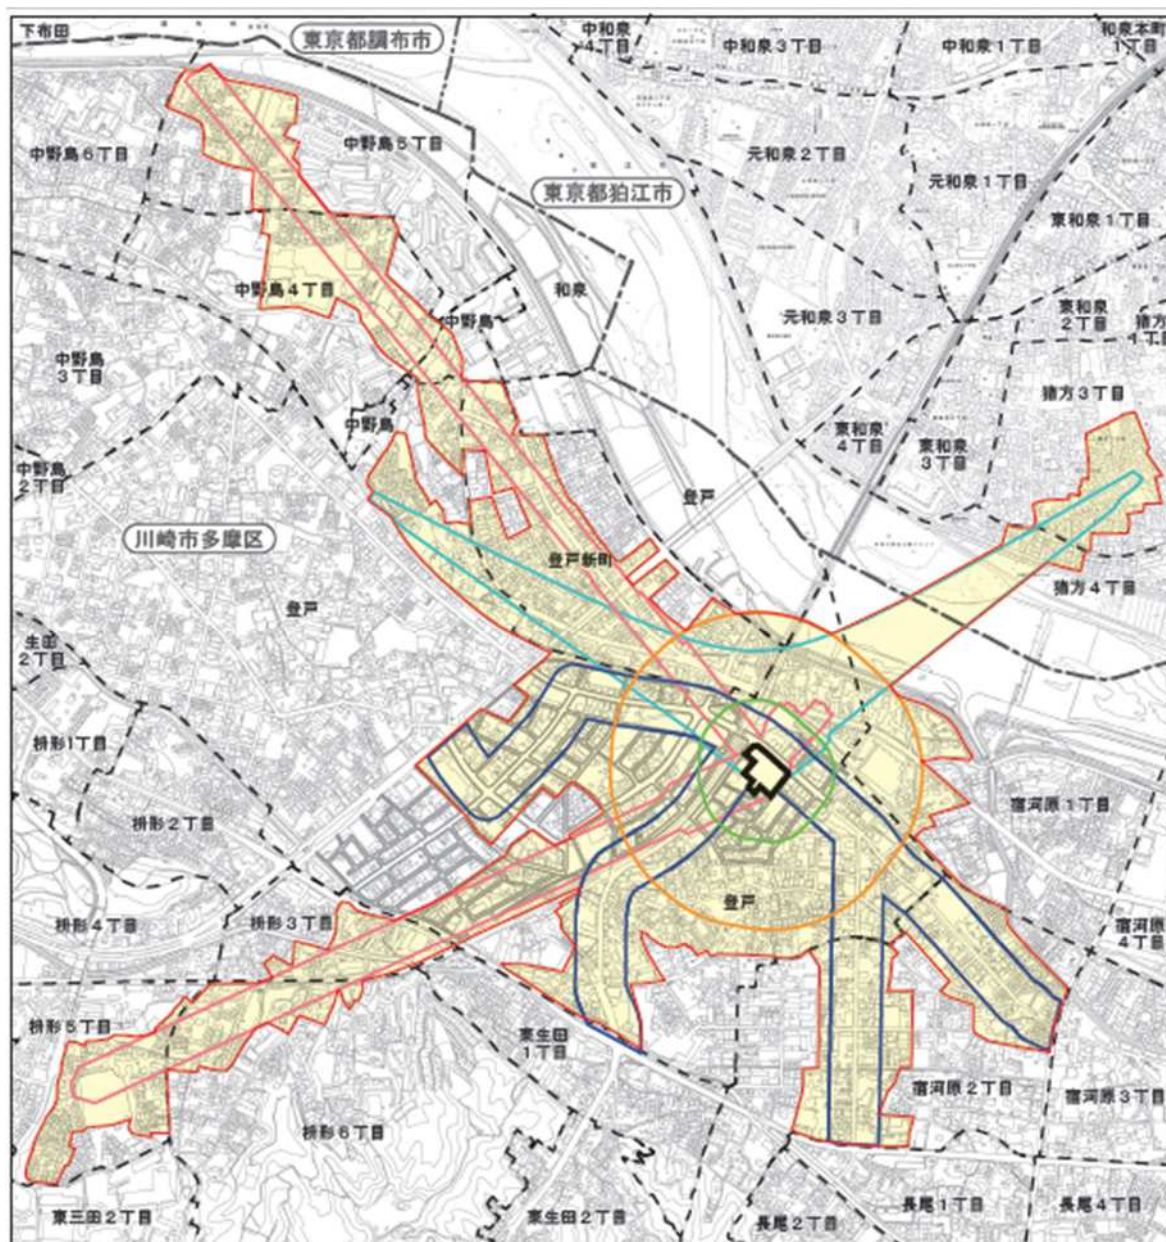 下布田
東京都調布市
中和泉
4丁目
中和泉3丁目
中和泉1丁目
和泉本町
1丁目
中野島6丁目
中野島5丁目
元和泉2丁目
元和泉1丁目
東京都狛江市
東和泉1丁目
中野島4丁目
和泉
中野島
元和泉3丁目
東和泉
2丁目
猪方
1丁目
中野島
3丁目
中野島
猪方3丁目
東和泉
4丁目
東和泉
3丁目
中野島
2丁目
登戸
川崎市多摩区
登戸新町
猪方4丁目
登戸
生田
2丁目
枡形1丁目
枡形2丁目
宿河原1丁目
登戸
枡形4丁目
枡形3丁目
宿河原
4丁目
枡形5丁目
東生田
1丁目
宿河原2丁目
宿河原3丁目
枡形6丁目
東三田2丁目
東生田2丁目
長尾2丁目
長尾1丁目
長尾4丁目